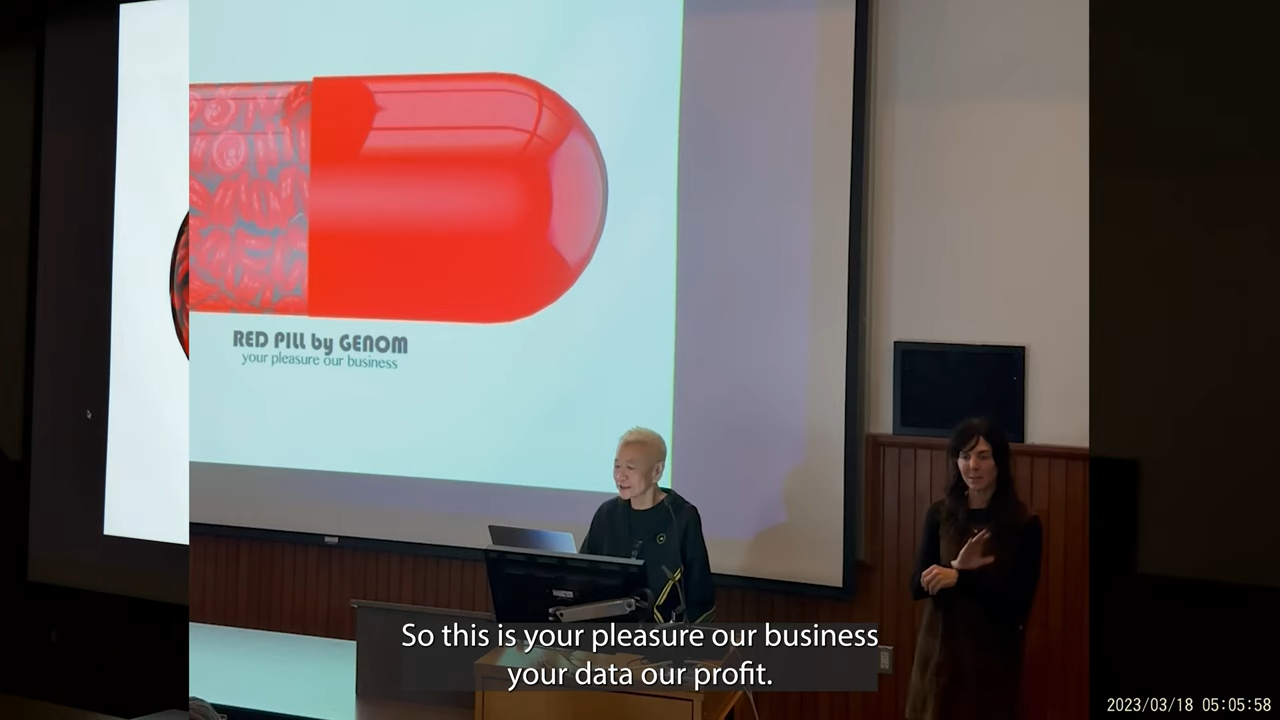 RED PILL by GENOM
your pleasure our business
So this is your pleasure our business
your data our profit.
2023/03/18 05:05:58